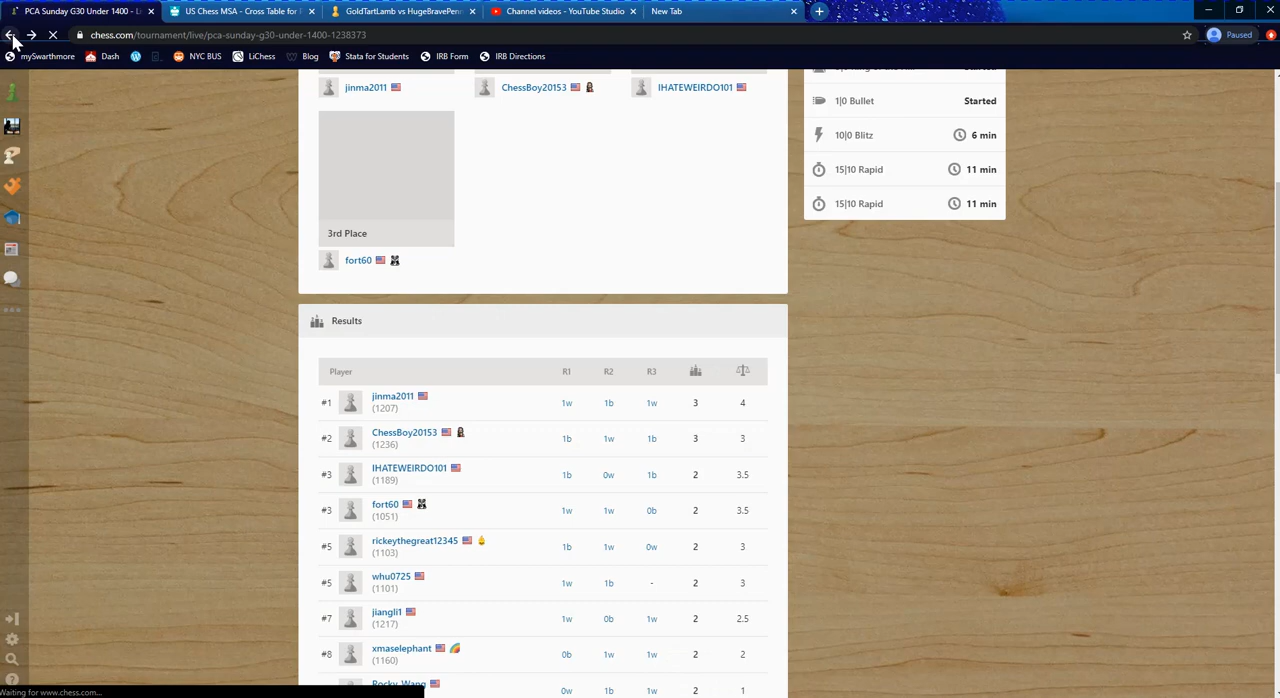 PCA Sunday G30 Under 1400 - Li
US Chess MSA - Cross Table for
GoldTartLamb vs HugeBravePen
Channel videos - YouTube Studio
New Tab
chess.com/tournament/live/pca-sunday-g30-under-1400-1238373
Paused
mySwarthmore
Dash
NYC BUS
LiChess
Blog
Stata for Students
IRB Form
IRB Directions
jinma2011
ChessBoy20153
IHATEWEIRDO101
3rd Place
fort60
Started
1|0 Bullet Started
10|0 Blitz 6 min
15|10 Rapid 11 min
15|10 Rapid 11 min
Results
Player R1 R2 R3
#1 jinma2011 (1207) 1w 1b 1w 3 4
#2 ChessBoy20153 (1236) 1b 1w 1b 3 3
#3 IHATEWEIRDO101 (1189) 1b 0w 1b 2 3.5
#3 fort60 (1051) 1w 1w 0b 2 3.5
#5 rickeythegreat12345 (1103) 1b 1w 0w 2 3
#5 whu0725 (1101) 1w 1b - 2 3
#7 jiangli1 (1217) 1w 0b 1w 2 2.5
#8 xmaselephant (1160) 0b 1w 1w 2 2
Rocky_Wang 0w 1b 1w 2 1
Waiting for www.chess.com...